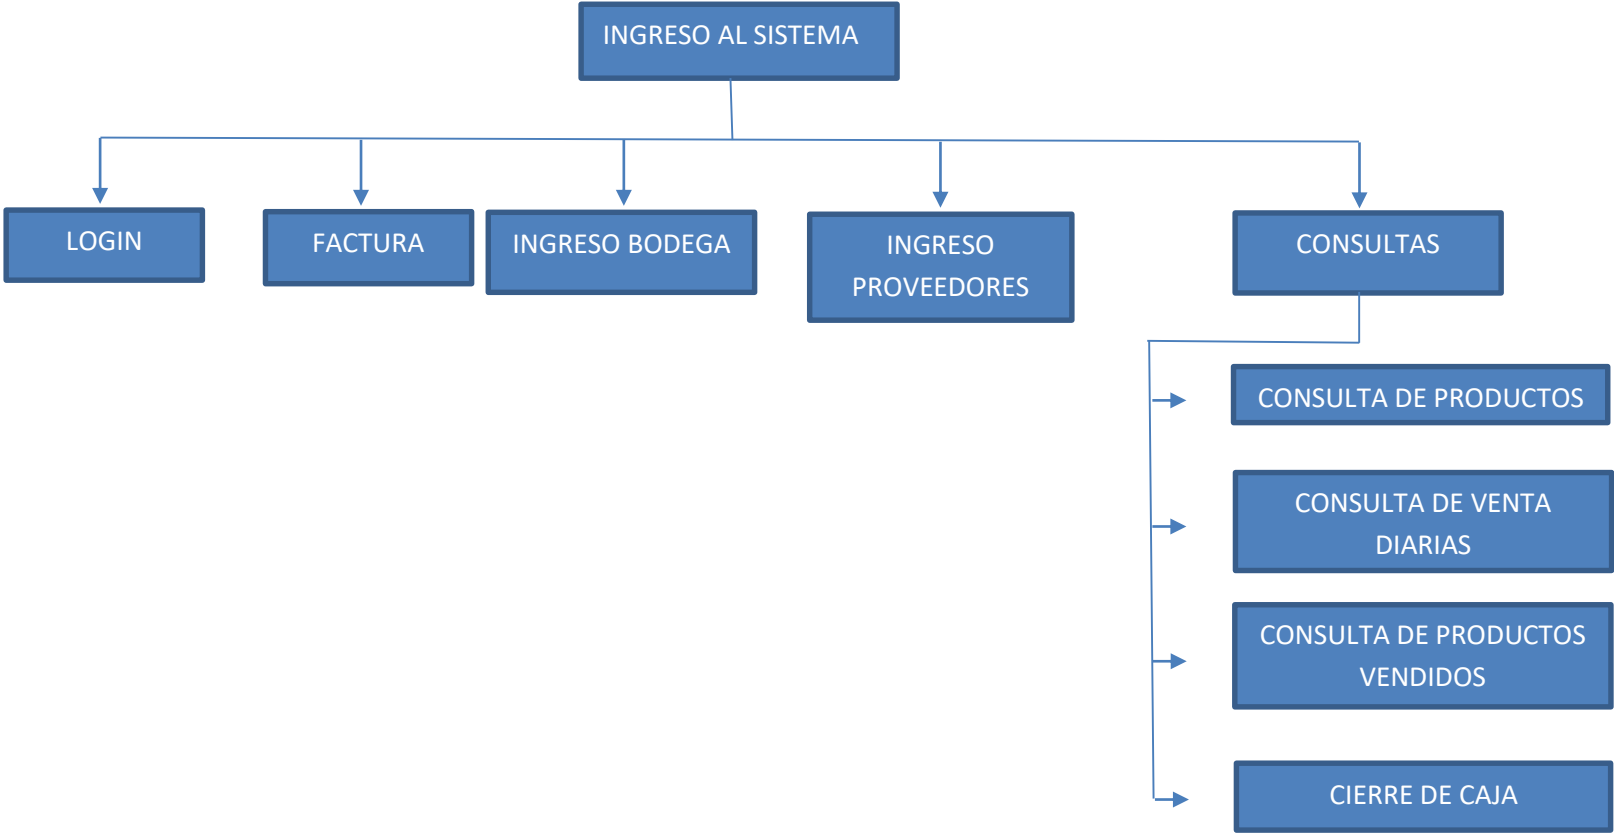 INGRESO AL SISTEMA
LOGIN
FACTURA
INGRESO BODEGA
INGRESO
PROVEEDORES
CONSULTAS
CONSULTA DE PRODUCTOS
CONSULTA DE VENTA
DIARIAS
CONSULTA DE PRODUCTOS
VENDIDOS
CIERRE DE CAJA